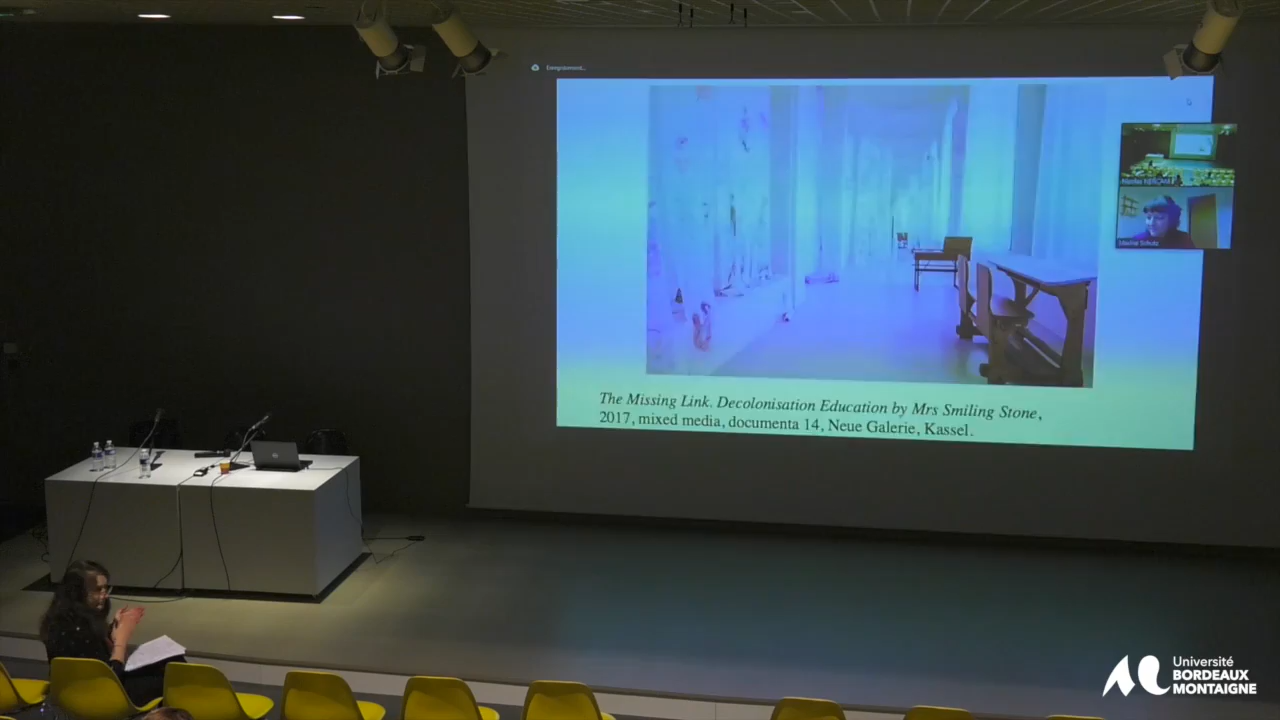 Enregistrement...
The Missing Link. Decolonisation Education by Mrs Smiling Stone,
2017, mixed media, documenta 14, Neue Galerie, Kassel.
Université
BORDEAUX
MONTAIGNE